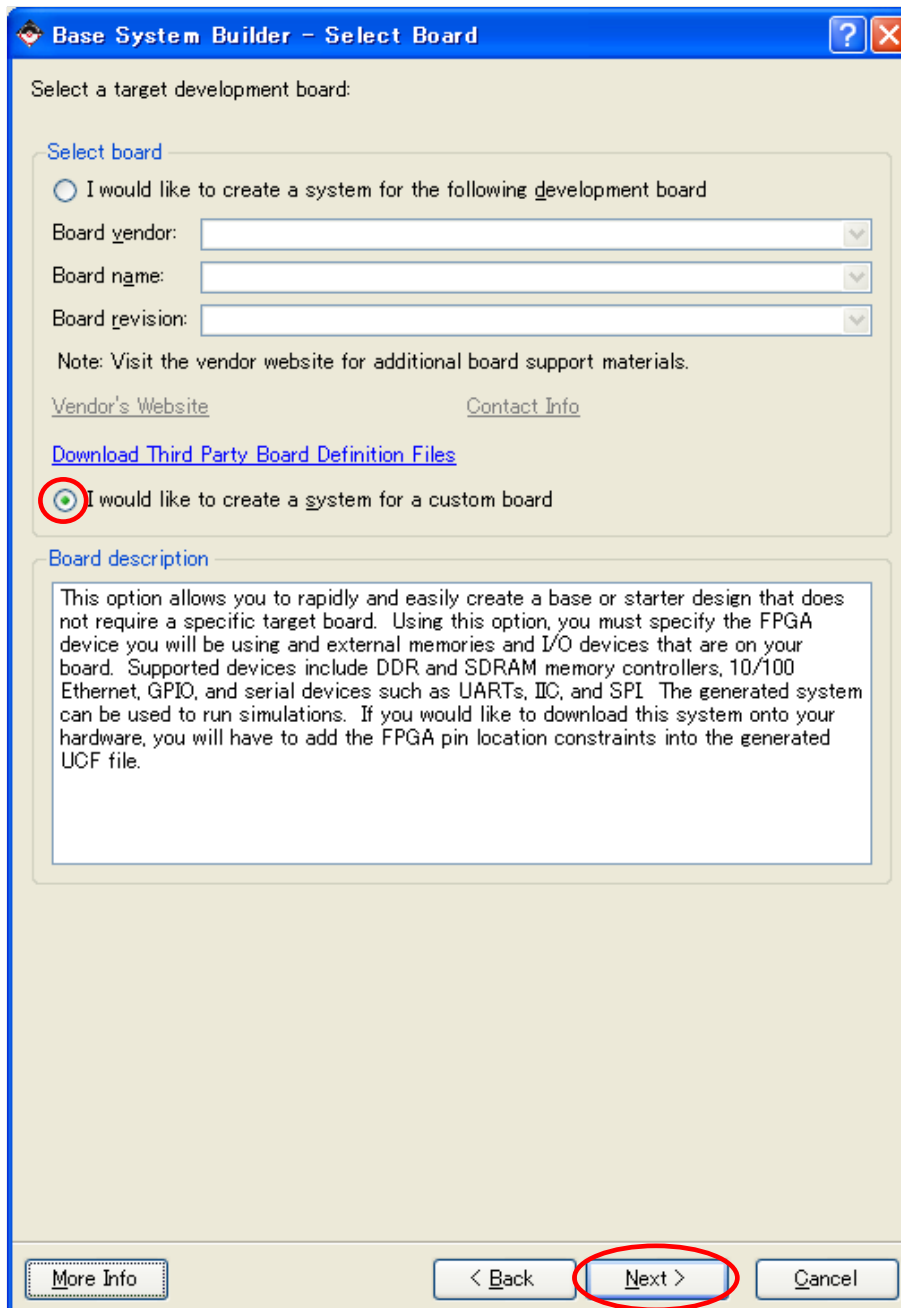 Base System Builder - Select Board
Select a target development board:
Select board
I would like to create a system for the following development board
Board vendor:
Board name:
Board revision:
Note: Visit the vendor website for additional board support materials.
Vendor's Website Contact Info
Download Third Party Board Definition Files
I would like to create a system for a custom board
Board description
This option allows you to rapidly and easily create a base or starter design that does
not require a specific target board. Using this option, you must specify the FPGA
device you will be using and external memories and I/O devices that are on your
board. Supported devices include DDR and SDRAM memory controllers, 10/100
Ethernet, GPIO, and serial devices such as UARTs, IIC, and SPI. The generated system
can be used to run simulations. If you would like to download this system onto your
hardware, you will have to add the FPGA pin location constraints into the generated
UCF file.
More Info < Back Next > Cancel